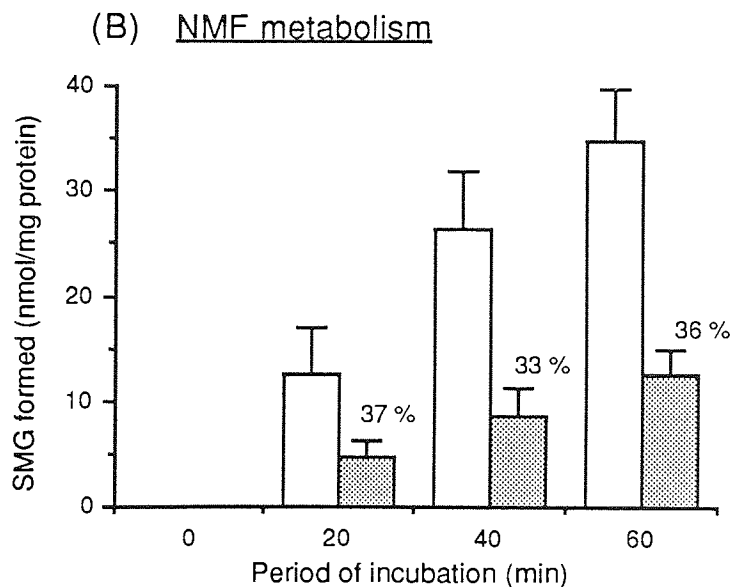 (B) NMF metabolism
SMG formed (nmol/mg protein)
40
30
20
10
0
37 %
33 %
36 %
0 20 40 60
Period of incubation (min)